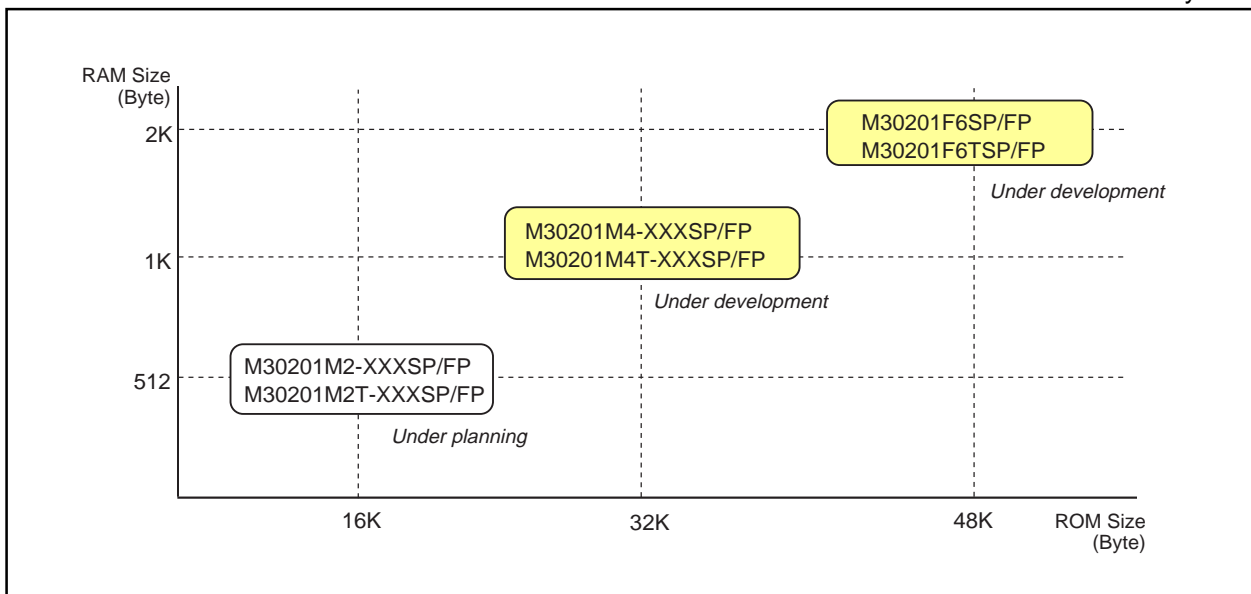 RAM Size
(Byte)
2K
M30201F6SP/FP
M30201F6TSP/FP
Under development
M30201M4-XXXSP/FP
M30201M4T-XXXSP/FP
1K
Under development
M30201M2-XXXSP/FP
M30201M2T-XXXSP/FP
512
Under planning
16K
32K
48K
ROM Size
(Byte)